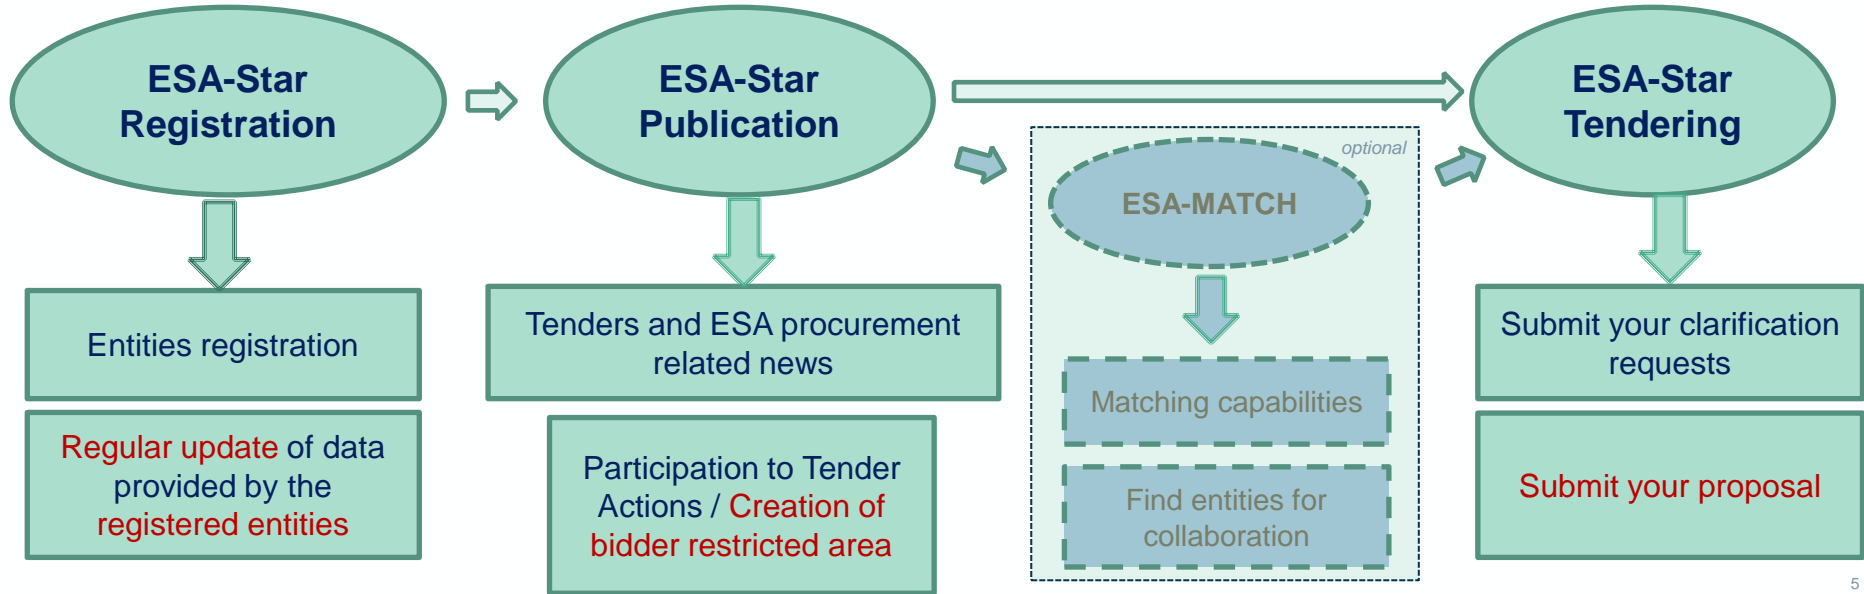 ESA-Star
Registration
Entities registration
Regular update of data
provided by the
registered entities
ESA-Star
Publication
Tenders and ESA procurement
related news
Participation to Tender
Actions / Creation of
bidder restricted area
optional
ESA-MATCH
Matching capabilities
Find entities for
collaboration
ESA-Star
Tendering
Submit your clarification
requests
Submit your proposal
5